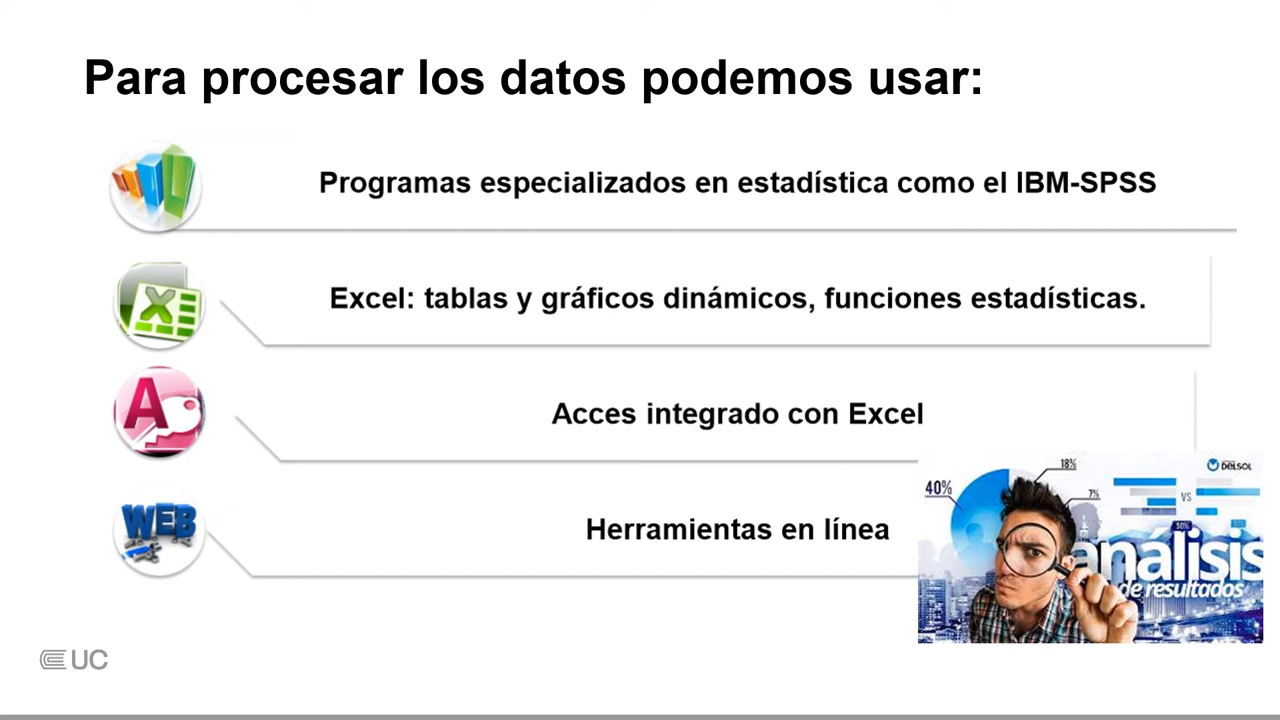 Para procesar los datos podemos usar:
Programas especializados en estadística como el IBM-SPSS
Excel: tablas y gráficos dinámicos, funciones estadísticas.
Acces integrado con Excel
WEB
Herramientas en línea
40%
18%
7%
DELSOL
VS
50%
análisis
de resultados
UC